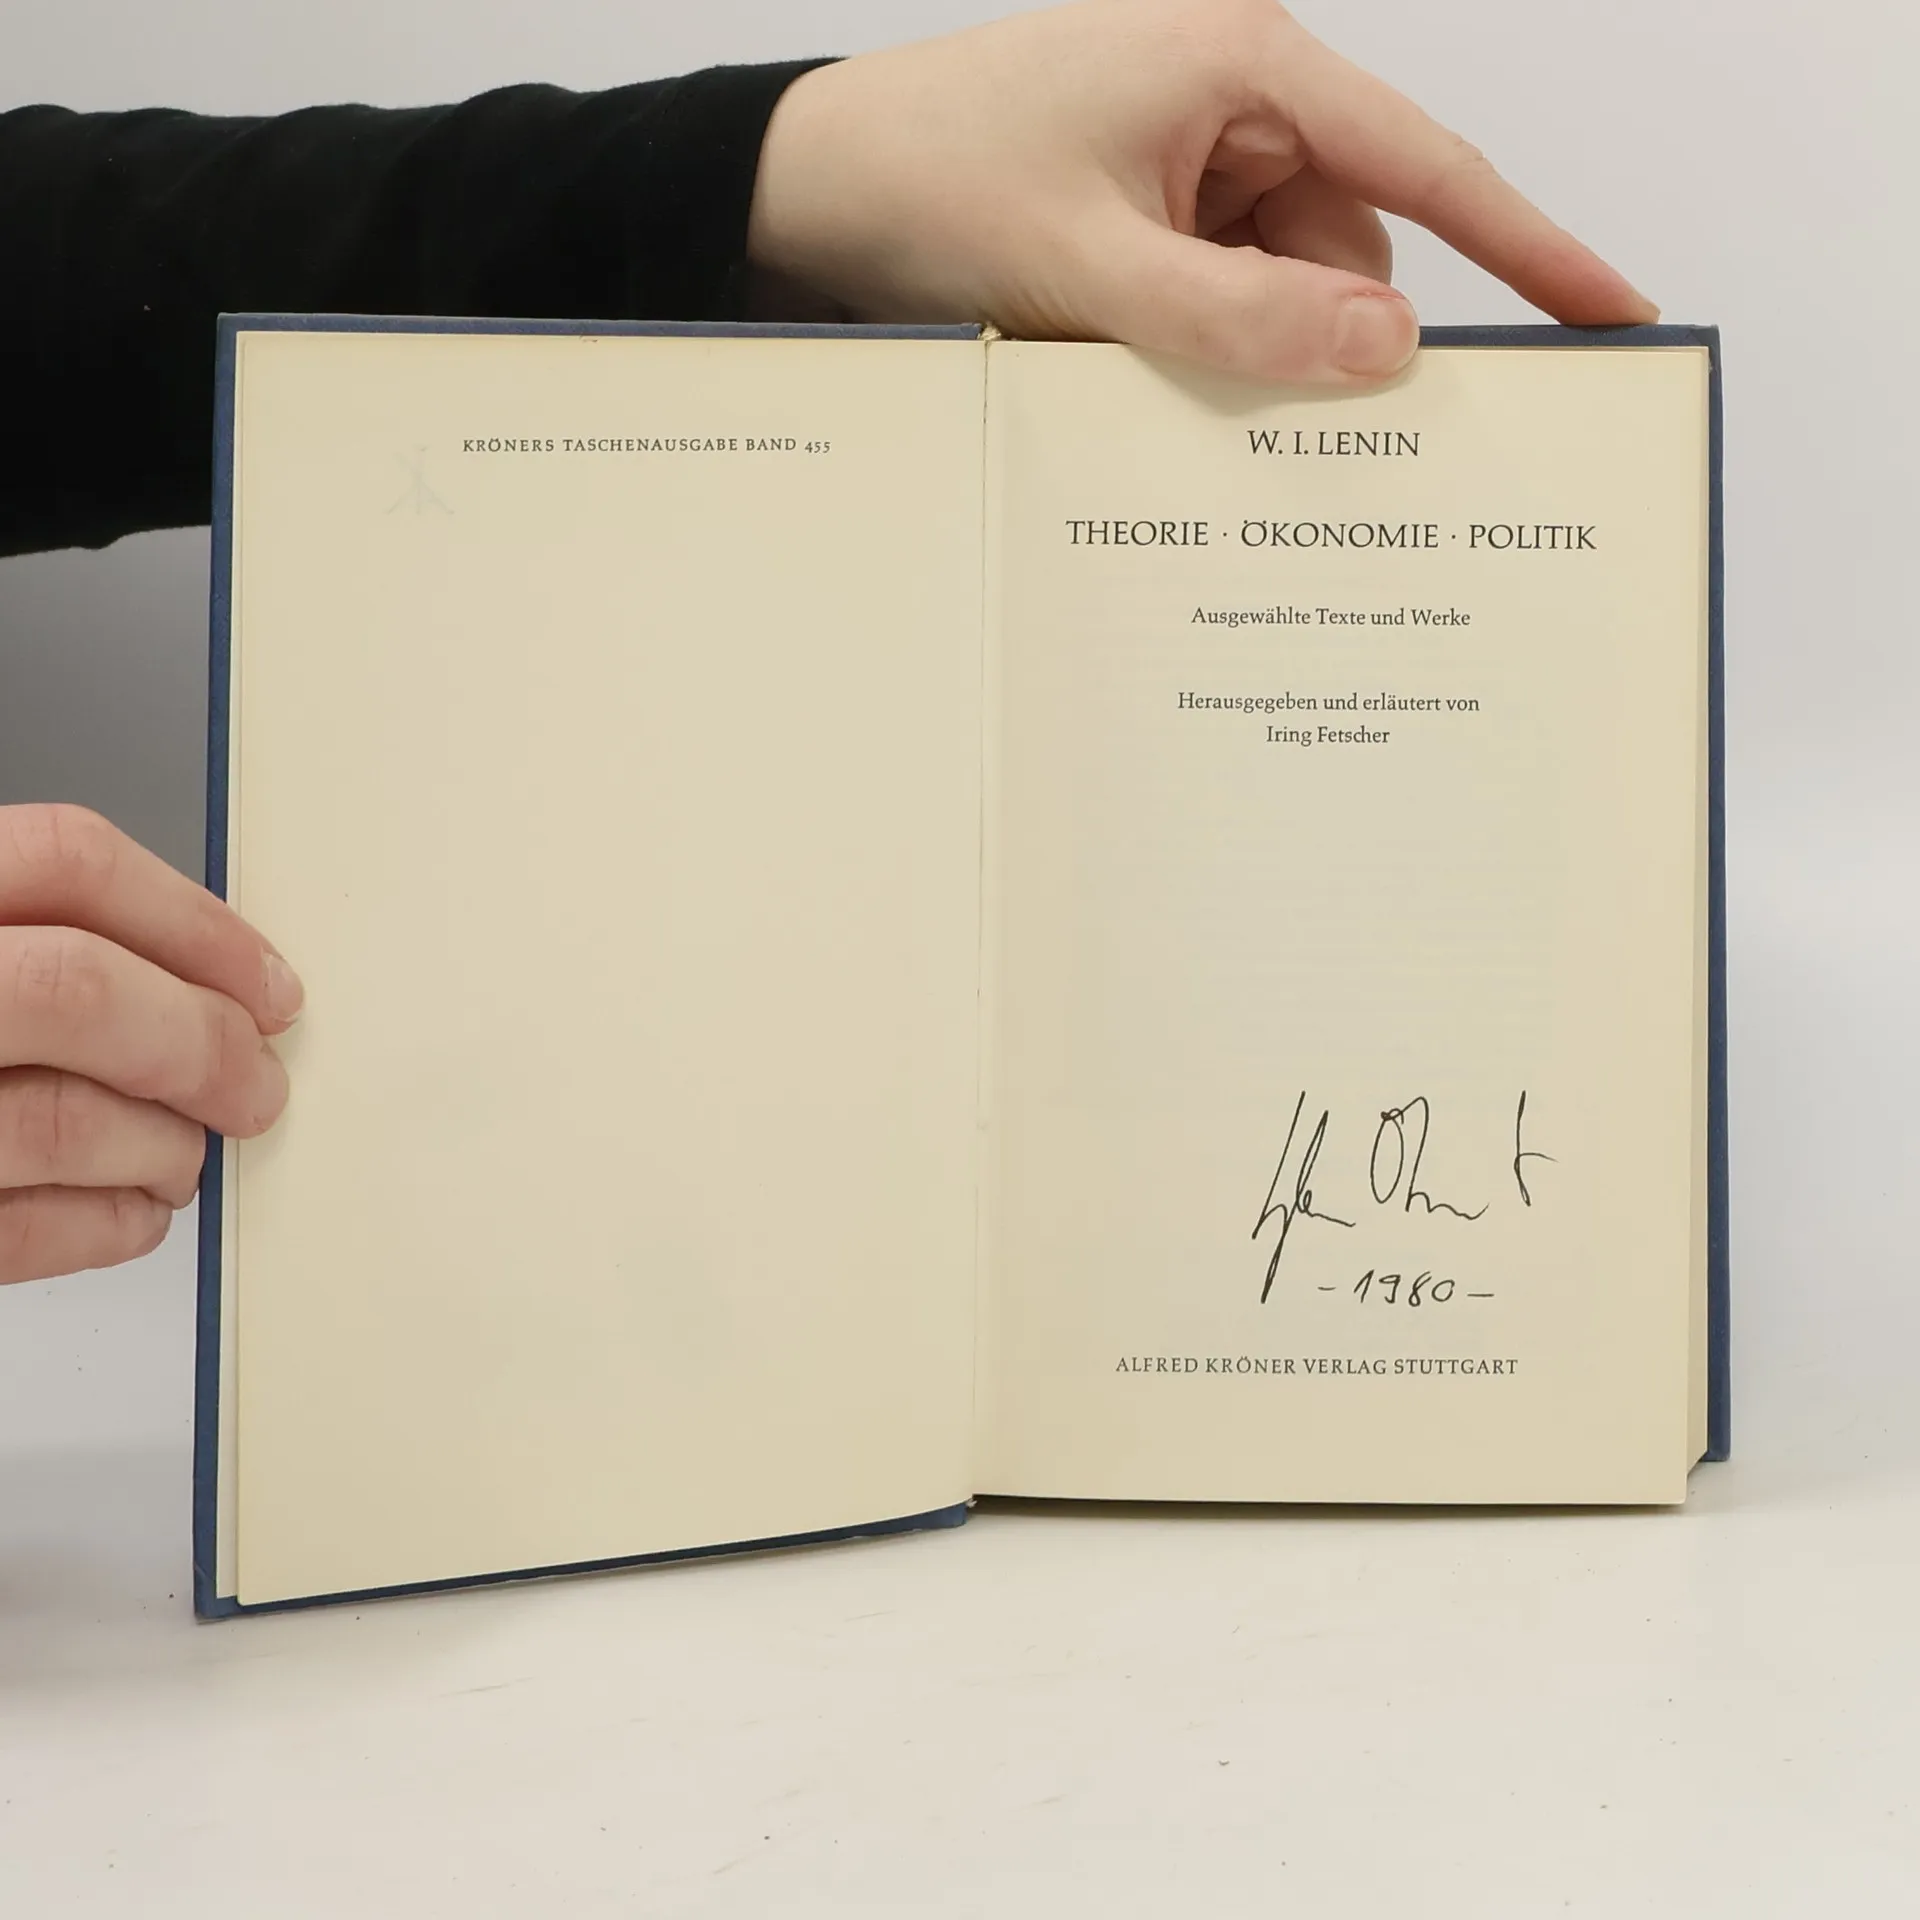 KRÖNERS TASCHENAUSGABE BAND 455
W. I. LENIN
THEORIE · ÖKONOMIE · POLITIK
Ausgewählte Texte und Werke
Herausgegeben und erläutert von
Iring Fetscher
- 1980 -
ALFRED KRÖNER VERLAG STUTTGART